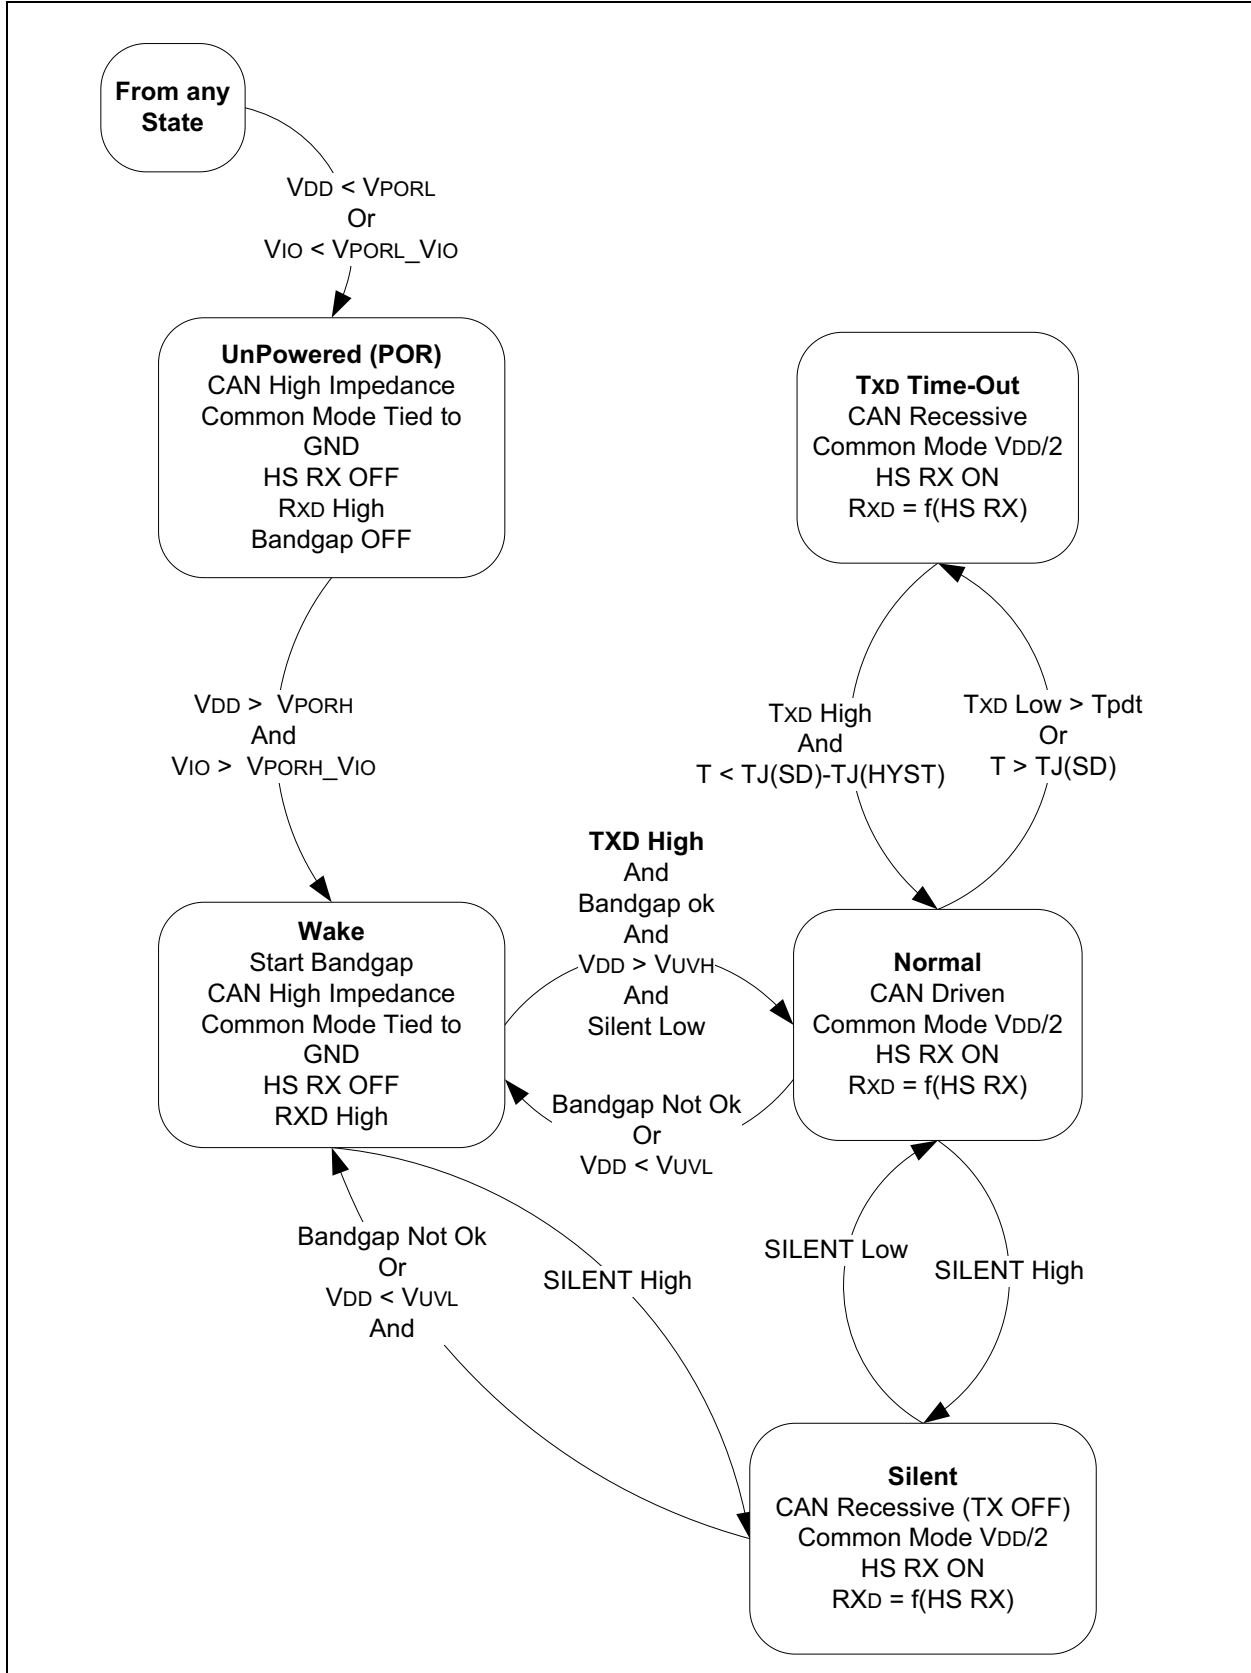 From any
State
VDD < VPORL
Or
VIO < VPORL_VIO
UnPowered (POR)
CAN High Impedance
Common Mode Tied to
GND
HS RX OFF
RXD High
Bandgap OFF
TXD Time-Out
CAN Recessive
Common Mode VDD/2
HS RX ON
RXD = f(HS RX)
VDD > VPORH
And
VIO > VPORH_VIO
TXD High
And
T < TJ(SD)-TJ(HYST)
TXD Low > Tpdt
Or
T > TJ(SD)
TXD High
And
Bandgap ok
And
VDD > VUVH
And
Silent Low
Wake
Start Bandgap
CAN High Impedance
Common Mode Tied to
GND
HS RX OFF
RXD High
Normal
CAN Driven
Common Mode VDD/2
HS RX ON
RXD = f(HS RX)
Bandgap Not Ok
Or
VDD < VUVL
Bandgap Not Ok
Or
VDD < VUVL
And
SILENT High
SILENT Low
SILENT High
Silent
CAN Recessive (TX OFF)
Common Mode VDD/2
HS RX ON
RXD = f(HS RX)